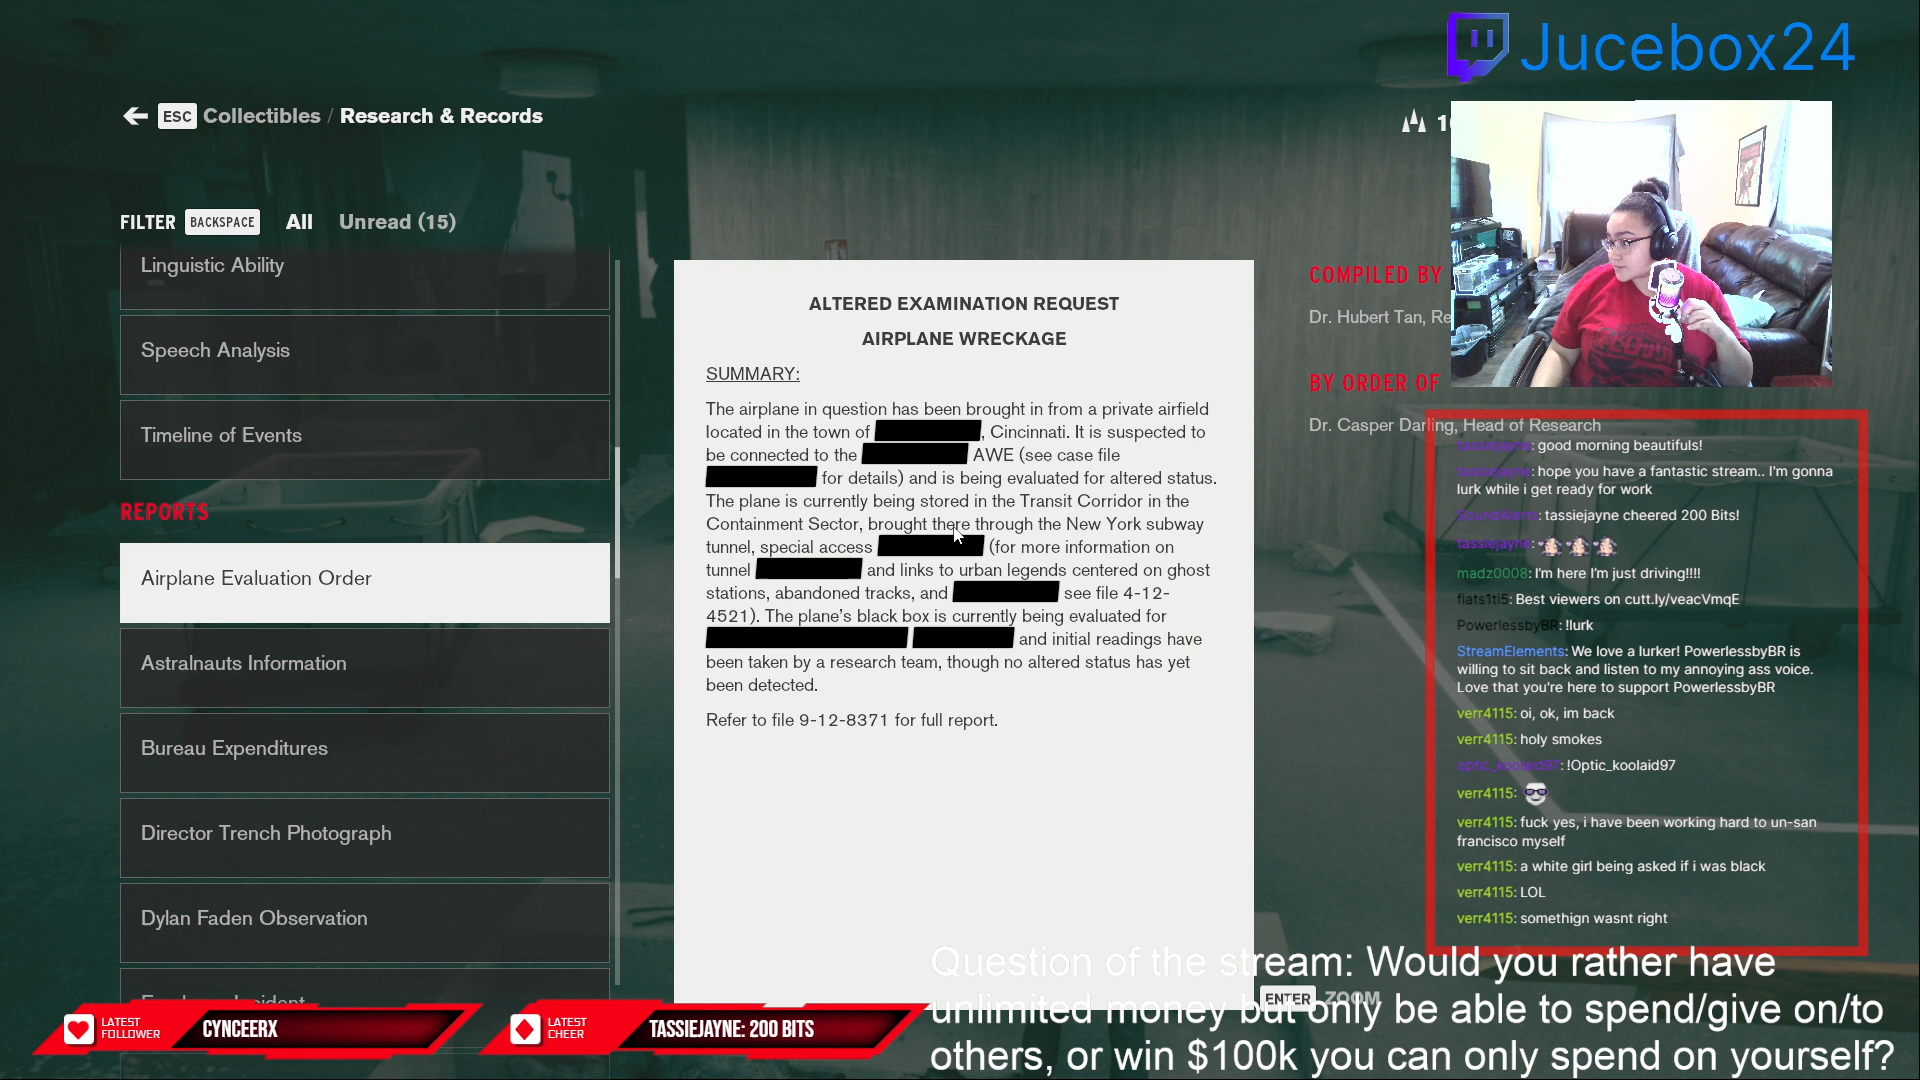 Jucebox24
ESC Collectibles / Research & Records
FILTER BACKSPACE All Unread (15)
Linguistic Ability
Speech Analysis
Timeline of Events
REPORTS
Airplane Evaluation Order
Astralnauts Information
Bureau Expenditures
Director Trench Photograph
Dylan Faden Observation
ALTERED EXAMINATION REQUEST
AIRPLANE WRECKAGE
SUMMARY:
The airplane in question has been brought in from a private airfield
located in the town of , Cincinnati. It is suspected to
be connected to the AWE (see case file
for details) and is being evaluated for altered status.
The plane is currently being stored in the Transit Corridor in the
Containment Sector, brought there through the New York subway
tunnel, special access (for more information on
tunnel and links to urban legends centered on ghost
stations, abandoned tracks, and see file 4-12-
4521). The plane's black box is currently being evaluated for
and initial readings have
been taken by a research team, though no altered status has yet
been detected.
Refer to file 9-12-8371 for full report.
COMPILED BY
Dr. Hubert Tan,
BY ORDER OF
Dr. Casper Darling, Head of Research
tassiejayne: good morning beautifuls!
tassiejayne: hope you have a fantastic stream.. I'm gonna
lurk while i get ready for work
SoundAlerts: tassiejayne cheered 200 Bits!
tassiejayne:
madz0008: I'm here I'm just driving!!!!
flats1ti5: Best viewers on cutt.ly/veacVmqE
PowerlessbyBR: !lurk
StreamElements: We love a lurker! PowerlessbyBR is
willing to sit back and listen to my annoying ass voice.
Love that you're here to support PowerlessbyBR
verr4115: oi, ok, im back
verr4115: holy smokes
optic_koolaid97: !Optic_koolaid97
verr4115:
verr4115: fuck yes, i have been working hard to un-san
francisco myself
verr4115: a white girl being asked if i was black
verr4115: LOL
verr4115: somethign wasnt right
ENTER ZOOM
Question of the stream: Would you rather have
unlimited money but only be able to spend/give on/to
others, or win $100k you can only spend on yourself?
LATEST
FOLLOWER
CYNCEERX
LATEST
CHEER
TASSIEJAYNE: 200 BITS